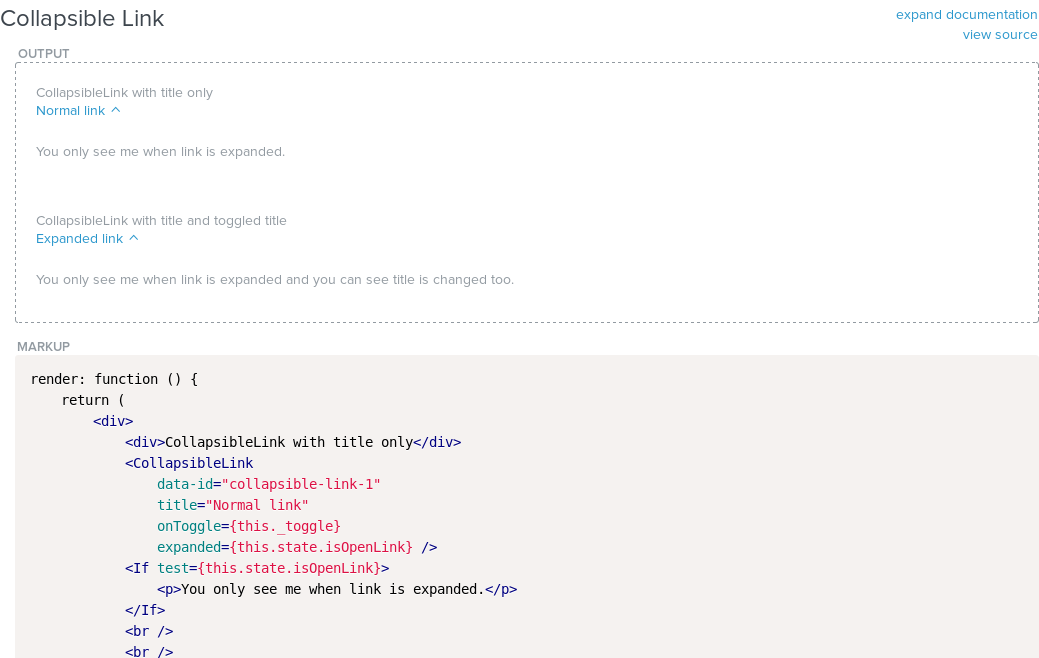 Collapsible Link
expand documentation
view source
OUTPUT
CollapsibleLink with title only
Normal link
You only see me when link is expanded.
CollapsibleLink with title and toggled title
Expanded link
You only see me when link is expanded and you can see title is changed too.
MARKUP
render: function () {
    return (
        <div>
            <div>CollapsibleLink with title only</div>
            <CollapsibleLink
                data-id="collapsible-link-1"
                title="Normal link"
                onToggle={this._toggle}
                expanded={this.state.isOpenLink} />
            <If test={this.state.isOpenLink}>
                <p>You only see me when link is expanded.</p>
            </If>
            <br />
            <br />